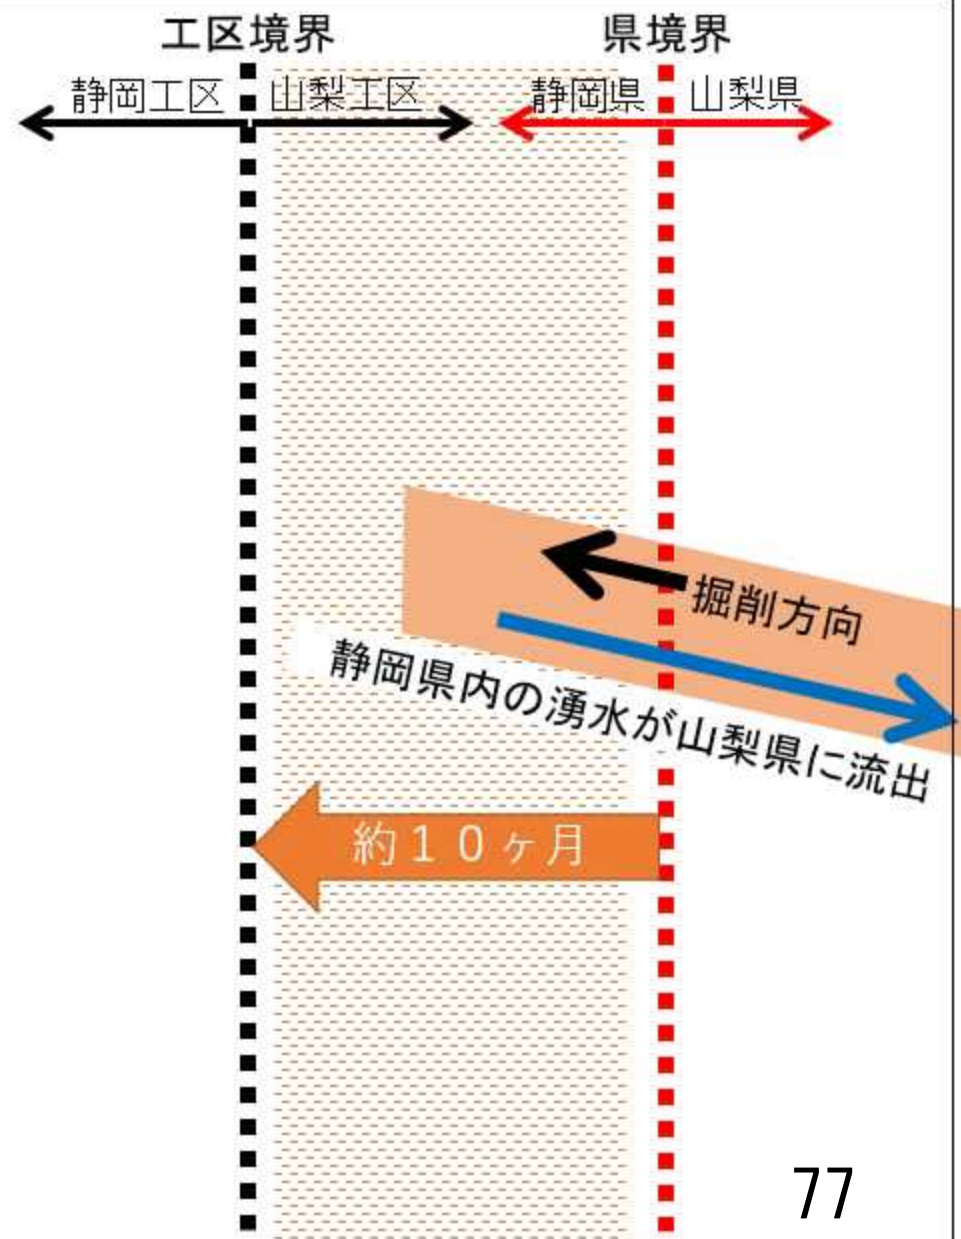 工区境界
県境界
静岡工区
山梨工区
静岡県
山梨県
掘削方向
静岡県内の湧水が山梨県に流出
約１０ヶ月
77